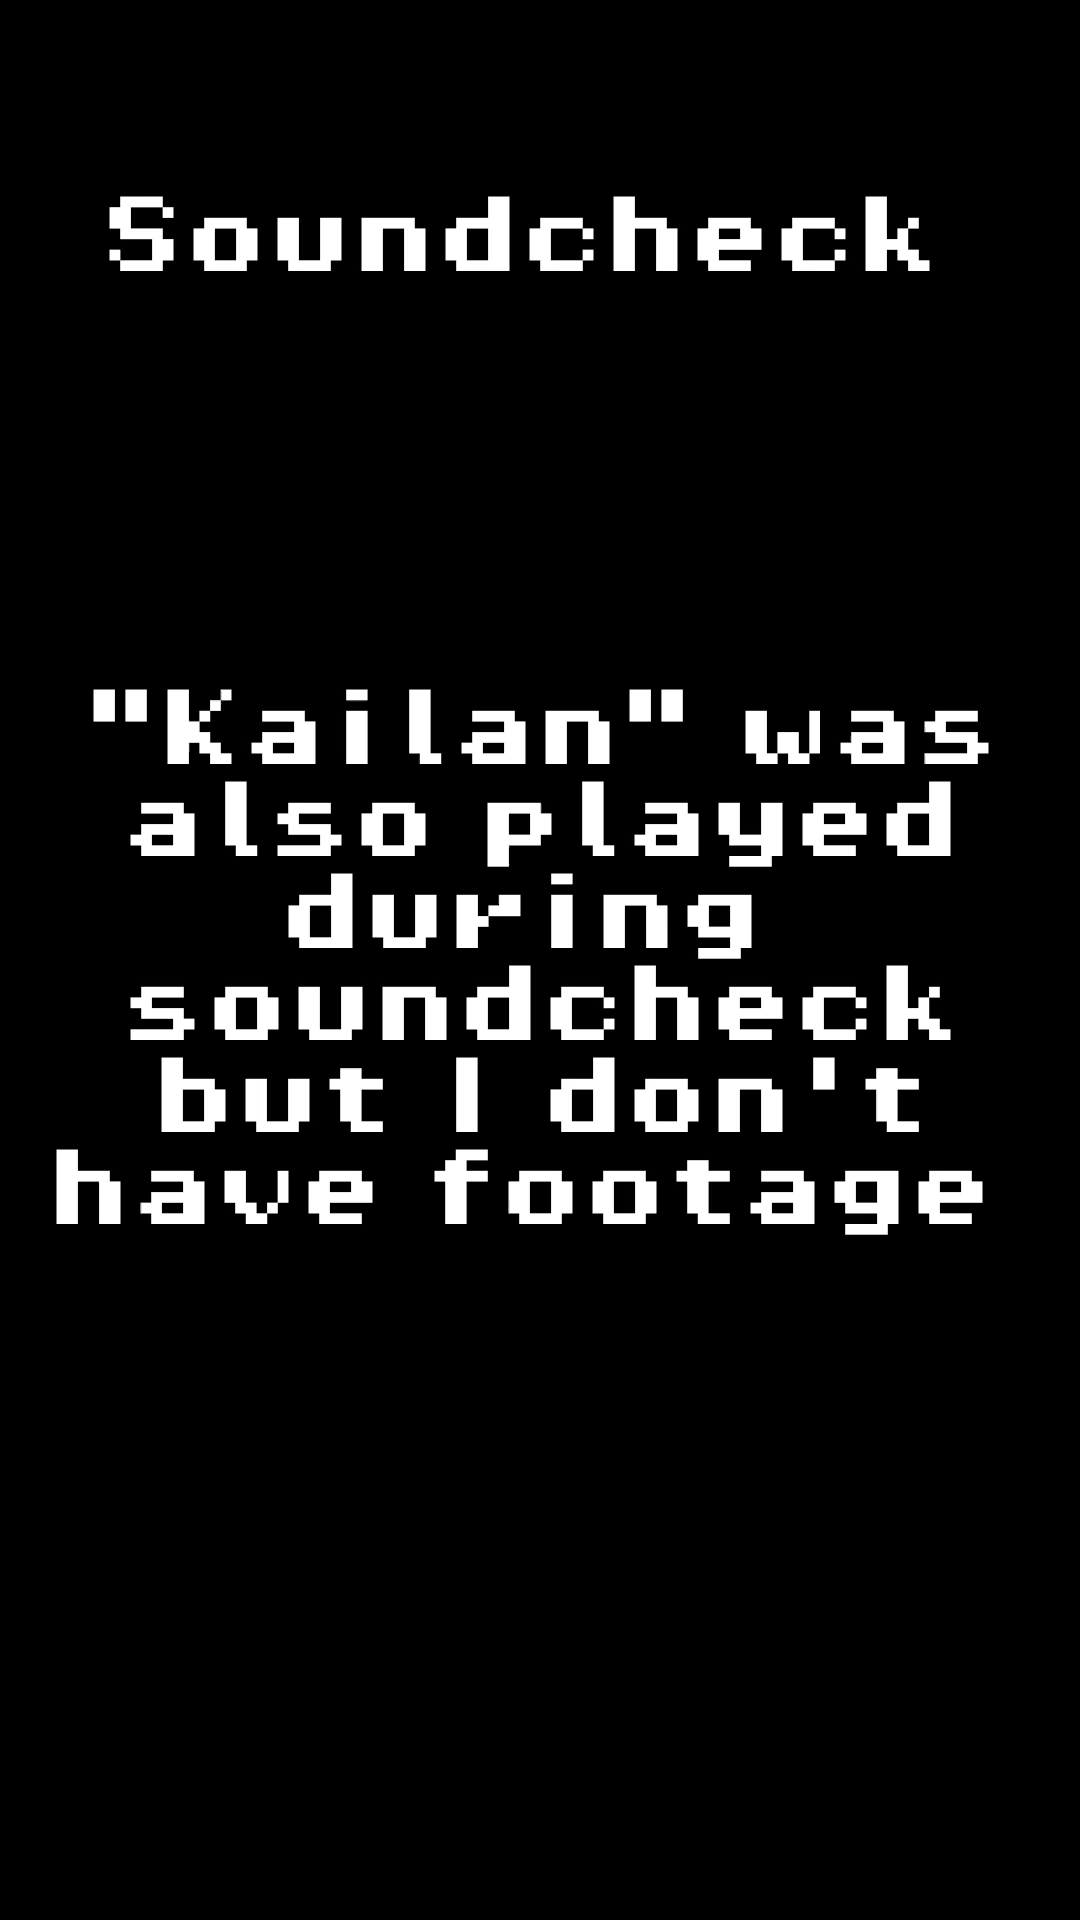 Soundcheck
"Kailan" was
also played
during
soundcheck
but I don't
have footage